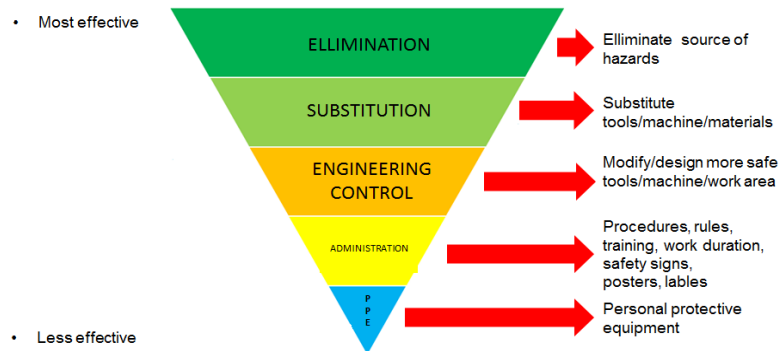 • Most effective
ELLIMINATION
Elliminate source of
hazards
SUBSTITUTION
Substitute
tools/machine/materials
ENGINEERING
CONTROL
Modify/design more safe
tools/machine/work area
ADMINISTRATION
Procedures, rules,
training, work duration,
safety signs,
posters, lables
P
P
E
Personal protective
equipment
• Less effective